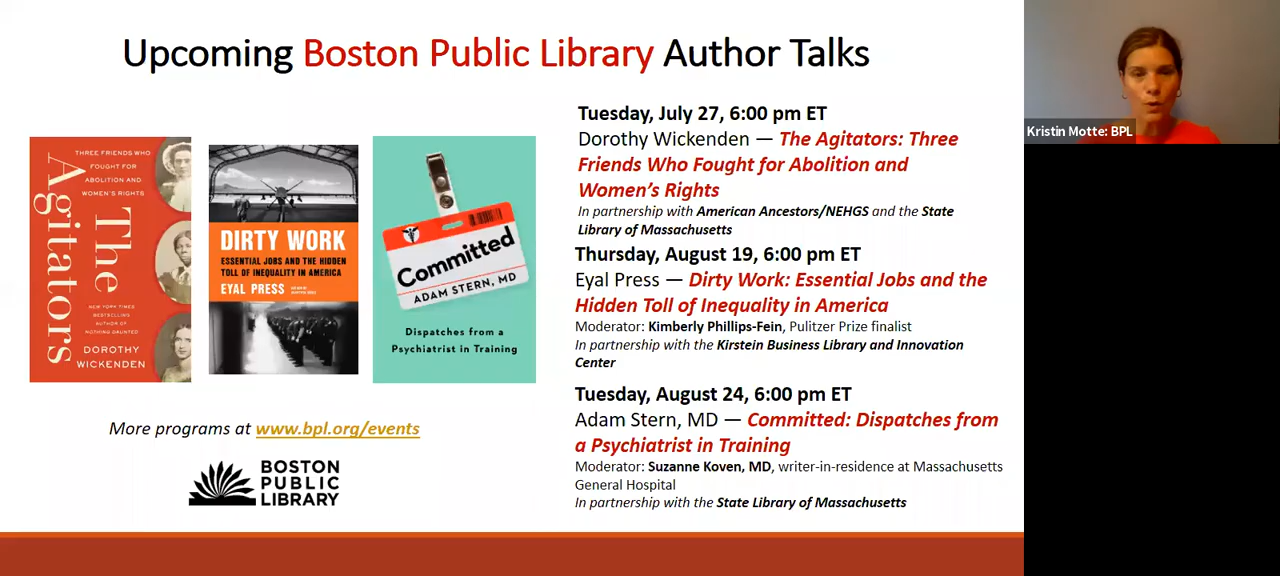 Upcoming Boston Public Library Author Talks
Kristin Motte: BPL
THREE FRIENDS WHO
FOUGHT FOR
ABOLITION AND
WOMEN'S RIGHTS
The
Agitators
NEW YORK TIMES
BESTSELLING
AUTHOR OF
NOTHING DAUNTED
DOROTHY
WICKENDEN
DIRTY WORK
ESSENTIAL JOBS AND THE HIDDEN
TOLL OF INEQUALITY IN AMERICA
EYAL PRESS
Committed
ADAM STERN, MD
Dispatches from a
Psychiatrist in Training
Tuesday, July 27, 6:00 pm ET
Dorothy Wickenden — The Agitators: Three
Friends Who Fought for Abolition and
Women's Rights
In partnership with American Ancestors/NEHGS and the State
Library of Massachusetts
Thursday, August 19, 6:00 pm ET
Eyal Press — Dirty Work: Essential Jobs and the
Hidden Toll of Inequality in America
Moderator: Kimberly Phillips-Fein, Pulitzer Prize finalist
In partnership with the Kirstein Business Library and Innovation
Center
Tuesday, August 24, 6:00 pm ET
Adam Stern, MD — Committed: Dispatches from
a Psychiatrist in Training
Moderator: Suzanne Koven, MD, writer-in-residence at Massachusetts
General Hospital
In partnership with the State Library of Massachusetts
More programs at www.bpl.org/events
BOSTON
PUBLIC
LIBRARY